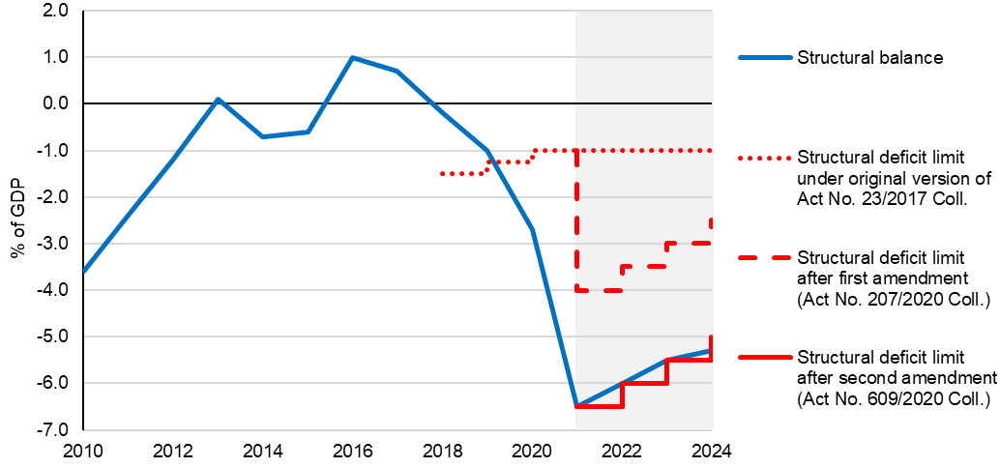 2.0
1.0
0.0
-1.0
-2.0
-3.0
-4.0
-5.0
-6.0
-7.0
% of GDP
2010
2012
2014
2016
2018
2020
2022
2024
Structural balance
Structural deficit limit
under original version of
Act No. 23/2017 Coll.
Structural deficit limit
after first amendment
(Act No. 207/2020 Coll.)
Structural deficit limit
after second amendment
(Act No. 609/2020 Coll.)